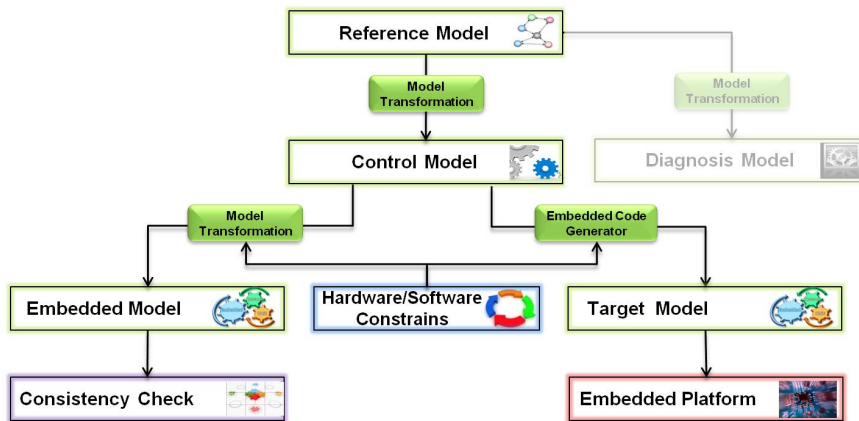 Reference Model
Model
Transformation
Model
Transformation
Control Model
Diagnosis Model
Model
Transformation
Embedded Code
Generator
Embedded Model
Hardware/Software
Constrains
Target Model
Consistency Check
Embedded Platform